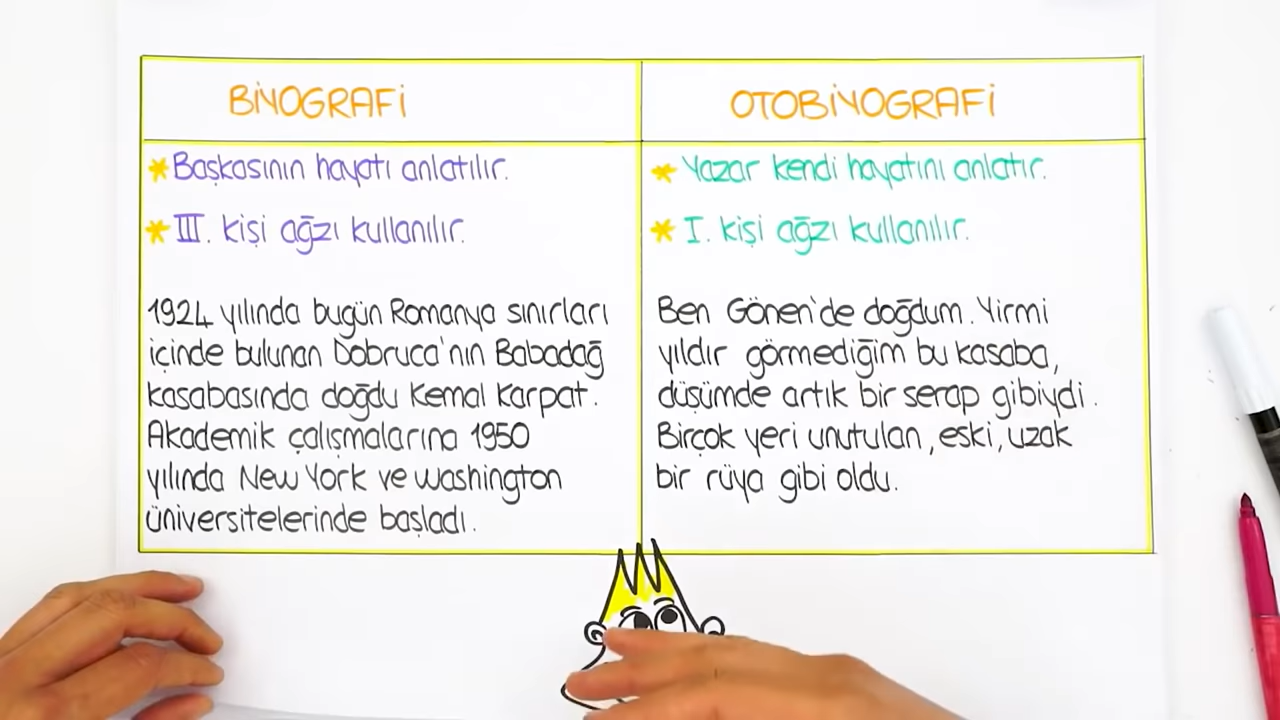 BİYOGRAFİ
* Başkasının hayatı anlatılır.
* III. kişi ağzı kullanılır.
1924 yılında bugün Romanya sınırları
içinde bulunan Dobruca'nın Babadağ
kasabasında doğdu Kemal Karpat.
Akademik çalışmalarına 1950
yılında New York ve Washington
üniversitelerinde başladı.
OTOBİYOGRAFİ
* Yazar kendi hayatını anlatır.
* I. kişi ağzı kullanılır.
Ben Gönen'de doğdum. Yirmi
yıldır görmediğim bu kasaba,
düşümde artık bir serap gibiydi.
Birçok yeri unutulan, eski, uzak
bir rüya gibi oldu.